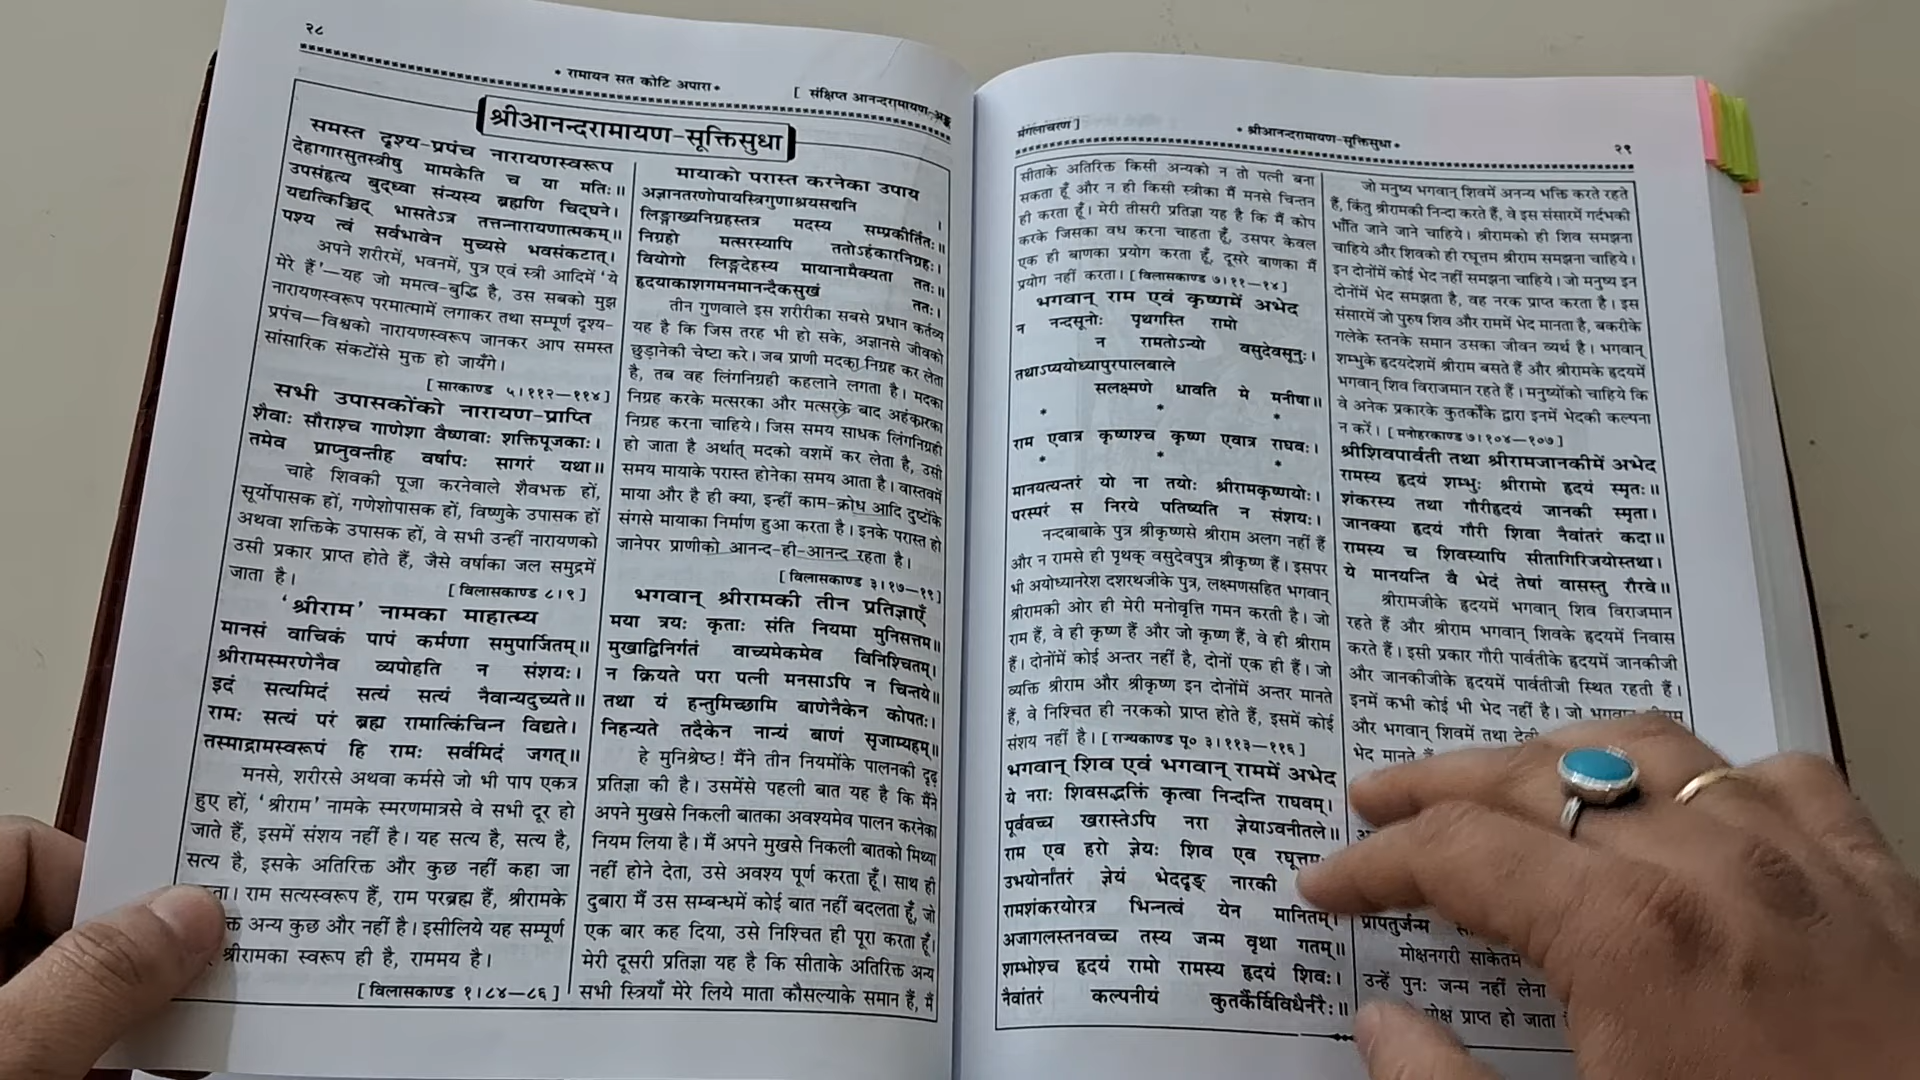 २८
* रामायन सत कोटि अपारा *
[ संक्षिप्त आनन्दरामायण-अङ्क
श्रीआनन्दरामायण-सूक्तिसुधा
समस्त दृश्य-प्रपंच नारायणस्वरूप
देहागारसुतस्त्रीषु मामकेति च या मतिः॥
उपसंहृत्य बुद्ध्वा संन्यस्य ब्रह्मणि चिद्घने।
यद्यत्किञ्चिद् भासतेऽत्र तत्तन्नारायणात्मकम्॥
पश्य त्वं सर्वभावेन मुच्यसे भवसंकटात्।
अपने शरीरमें, भवनमें, पुत्र एवं स्त्री आदिमें 'ये
मेरे हैं'—यह जो ममत्व-बुद्धि है, उस सबको मुझ
नारायणस्वरूप परमात्मामें लगाकर तथा सम्पूर्ण दृश्य-
प्रपंच—विश्वको नारायणस्वरूप जानकर आप समस्त
सांसारिक संकटोंसे मुक्त हो जायँगे।
[ सारकाण्ड ५।११२—११४ ]
सभी उपासकोंको नारायण-प्राप्ति
शैवाः सौराश्च गाणेशा वैष्णवाः शक्तिपूजकाः।
तमेव प्राप्नुवन्तीह वर्षापः सागरं यथा॥
चाहे शिवकी पूजा करनेवाले शैवभक्त हों,
सूर्योपासक हों, गणेशोपासक हों, विष्णुके उपासक हों
अथवा शक्तिके उपासक हों, वे सभी उन्हीं नारायणको
उसी प्रकार प्राप्त होते हैं, जैसे वर्षाका जल समुद्रमें
जाता है।
[ विलासकाण्ड ८।९ ]
'श्रीराम' नामका माहात्म्य
मानसं वाचिकं पापं कर्मणा समुपार्जितम्॥
श्रीरामस्मरणेनैव व्यपोहति न संशयः।
इदं सत्यमिदं सत्यं सत्यं नैवान्यदुच्यते॥
रामः सत्यं परं ब्रह्म रामात्किंचिन्न विद्यते।
तस्माद्रामस्वरूपं हि रामः सर्वमिदं जगत्॥
मनसे, शरीरसे अथवा कर्मसे जो भी पाप एकत्र
हुए हों, 'श्रीराम' नामके स्मरणमात्रसे वे सभी दूर हो
जाते हैं, इसमें संशय नहीं है। यह सत्य है, सत्य है,
सत्य है, इसके अतिरिक्त और कुछ नहीं कहा जा
राम सत्यस्वरूप हैं, राम परब्रह्म हैं, श्रीरामके
अन्य कुछ और नहीं है। इसीलिये यह सम्पूर्ण
श्रीरामका स्वरूप ही है, राममय है।
[ विलासकाण्ड १।८४—८६ ]
मायाको परास्त करनेका उपाय
अज्ञानतरणोपायस्त्रिगुणाश्रयसद्मनि ।
लिङ्गाख्यनिग्रहस्तत्र मदस्य सम्प्रकीर्तितः॥
निग्रहो मत्सरस्यापि ततोऽहंकारनिग्रहः।
वियोगो लिङ्गदेहस्य मायानामैक्यता ततः॥
हृदयाकाशगमनमानन्दैकसुखं ततः।
तीन गुणवाले इस शरीरीका सबसे प्रधान कर्तव्य
यह है कि जिस तरह भी हो सके, अज्ञानसे जीवको
छुड़ानेकी चेष्टा करे। जब प्राणी मदका निग्रह कर लेता
है, तब वह लिंगनिग्रही कहलाने लगता है। मदका
निग्रह करके मत्सरका और मत्सरके बाद अहंकारका
निग्रह करना चाहिये। जिस समय साधक लिंगनिग्रही
हो जाता है अर्थात् मदको वशमें कर लेता है, उसी
समय मायाके परास्त होनेका समय आता है। वास्तवमें
माया और है ही क्या, इन्हीं काम-क्रोध आदि दुष्टोंके
संगसे मायाका निर्माण हुआ करता है। इनके परास्त हो
जानेपर प्राणीको आनन्द-ही-आनन्द रहता है।
[ विलासकाण्ड ३।१७—१९ ]
भगवान् श्रीरामकी तीन प्रतिज्ञाएँ
मया त्रयः कृताः संति नियमा मुनिसत्तम॥
मुखाद्विनिर्गतं वाच्यमेकमेव विनिश्चितम्।
न क्रियते परा पत्नी मनसाऽपि न चिन्तये॥
तथा यं हन्तुमिच्छामि बाणेनैकेन कोपतः।
निहन्यते तदैकेन नान्यं बाणं सृजाम्यहम्॥
हे मुनिश्रेष्ठ! मैंने तीन नियमोंके पालनकी दृढ़
प्रतिज्ञा की है। उसमेंसे पहली बात यह है कि मैंने
अपने मुखसे निकली बातका अवश्यमेव पालन करनेका
नियम लिया है। मैं अपने मुखसे निकली बातको मिथ्या
नहीं होने देता, उसे अवश्य पूर्ण करता हूँ। साथ ही
दुबारा मैं उस सम्बन्धमें कोई बात नहीं बदलता हूँ, जो
एक बार कह दिया, उसे निश्चित ही पूरा करता हूँ।
मेरी दूसरी प्रतिज्ञा यह है कि सीताके अतिरिक्त अन्य
सभी स्त्रियाँ मेरे लिये माता कौसल्याके समान हैं, मैं
मंगलाचरण ]
* श्रीआनन्दरामायण-सूक्तिसुधा *
२९
सीताके अतिरिक्त किसी अन्यको न तो पत्नी बना
सकता हूँ और न ही किसी स्त्रीका मैं मनसे चिन्तन
ही करता हूँ। मेरी तीसरी प्रतिज्ञा यह है कि मैं कोप
करके जिसका वध करना चाहता हूँ, उसपर केवल
एक ही बाणका प्रयोग करता हूँ, दूसरे बाणका मैं
प्रयोग नहीं करता। [ विलासकाण्ड ७।११—१४ ]
भगवान् राम एवं कृष्णमें अभेद
न नन्दसूनोः पृथगस्ति रामो
न रामतोऽन्यो वसुदेवसूनुः।
तथाऽप्ययोध्यापुरपालबाले
सलक्ष्मणे धावति मे मनीषा॥
* * *
राम एवात्र कृष्णश्च कृष्ण एवात्र राघवः।
* * *
मानयत्यन्तरं यो ना तयोः श्रीरामकृष्णयोः।
परस्परं स निरये पतिष्यति न संशयः।
नन्दबाबाके पुत्र श्रीकृष्णसे श्रीराम अलग नहीं हैं
और न रामसे ही पृथक् वसुदेवपुत्र श्रीकृष्ण हैं। इसपर
भी अयोध्यानरेश दशरथजीके पुत्र, लक्ष्मणसहित भगवान्
श्रीरामकी ओर ही मेरी मनोवृत्ति गमन करती है। जो
राम हैं, वे ही कृष्ण हैं और जो कृष्ण हैं, वे ही श्रीराम
हैं। दोनोंमें कोई अन्तर नहीं है, दोनों एक ही हैं। जो
व्यक्ति श्रीराम और श्रीकृष्ण इन दोनोंमें अन्तर मानते
हैं, वे निश्चित ही नरकको प्राप्त होते हैं, इसमें कोई
संशय नहीं है। [ राज्यकाण्ड पू० ३।११३—११६ ]
भगवान् शिव एवं भगवान् राममें अभेद
ये नराः शिवसद्भक्तिं कृत्वा निन्दन्ति राघवम्।
पूर्ववच्च खरास्तेऽपि नरा ज्ञेयाऽवनीतले॥
राम एव हरो ज्ञेयः शिव एव रघूत्तमः
उभयोर्नांतरं ज्ञेयं भेददृङ् नारकी
रामशंकरयोरत्र भिन्नत्वं येन मानितम्।
अजागलस्तनवच्च तस्य जन्म वृथा गतम्॥
शम्भोश्च हृदयं रामो रामस्य हृदयं शिवः।
नैवांतरं कल्पनीयं कुतर्कैर्विविधैर्नरैः॥
जो मनुष्य भगवान् शिवमें अनन्य भक्ति करते रहते
हैं, किंतु श्रीरामकी निन्दा करते हैं, वे इस संसारमें गर्दभकी
भाँति जाने जाने चाहिये। श्रीरामको ही शिव समझना
चाहिये और शिवको ही रघूत्तम श्रीराम समझना चाहिये।
इन दोनोंमें कोई भेद नहीं समझना चाहिये। जो मनुष्य इन
दोनोंमें भेद समझता है, वह नरक प्राप्त करता है। इस
संसारमें जो पुरुष शिव और राममें भेद मानता है, बकरीके
गलेके स्तनके समान उसका जीवन व्यर्थ है। भगवान्
शम्भुके हृदयदेशमें श्रीराम बसते हैं और श्रीरामके हृदयमें
भगवान् शिव विराजमान रहते हैं। मनुष्योंको चाहिये कि
वे अनेक प्रकारके कुतर्कोंके द्वारा इनमें भेदकी कल्पना
न करें। [ मनोहरकाण्ड ७।१०४—१०७ ]
श्रीशिवपार्वती तथा श्रीरामजानकीमें अभेद
रामस्य हृदयं शम्भुः श्रीरामो हृदयं स्मृतः॥
शंकरस्य तथा गौरीहृदयं जानकी स्मृता।
जानक्या हृदयं गौरी शिवा नैवांतरं कदा॥
रामस्य च शिवस्यापि सीतागिरिजयोस्तथा।
ये मानयन्ति वै भेदं तेषां वासस्तु रौरवे॥
श्रीरामजीके हृदयमें भगवान् शिव विराजमान
रहते हैं और श्रीराम भगवान् शिवके हृदयमें निवास
करते हैं। इसी प्रकार गौरी पार्वतीके हृदयमें जानकीजी
और जानकीजीके हृदयमें पार्वतीजी स्थित रहती हैं।
इनमें कभी कोई भी भेद नहीं है। जो भगवान् श्रीराम
और भगवान् शिवमें तथा देवी
भेद मानते हैं
प्रापतुर्जन्म
मोक्षनगरी साकेतम
उन्हें पुनः जन्म नहीं लेना
मोक्ष प्राप्त हो जाता